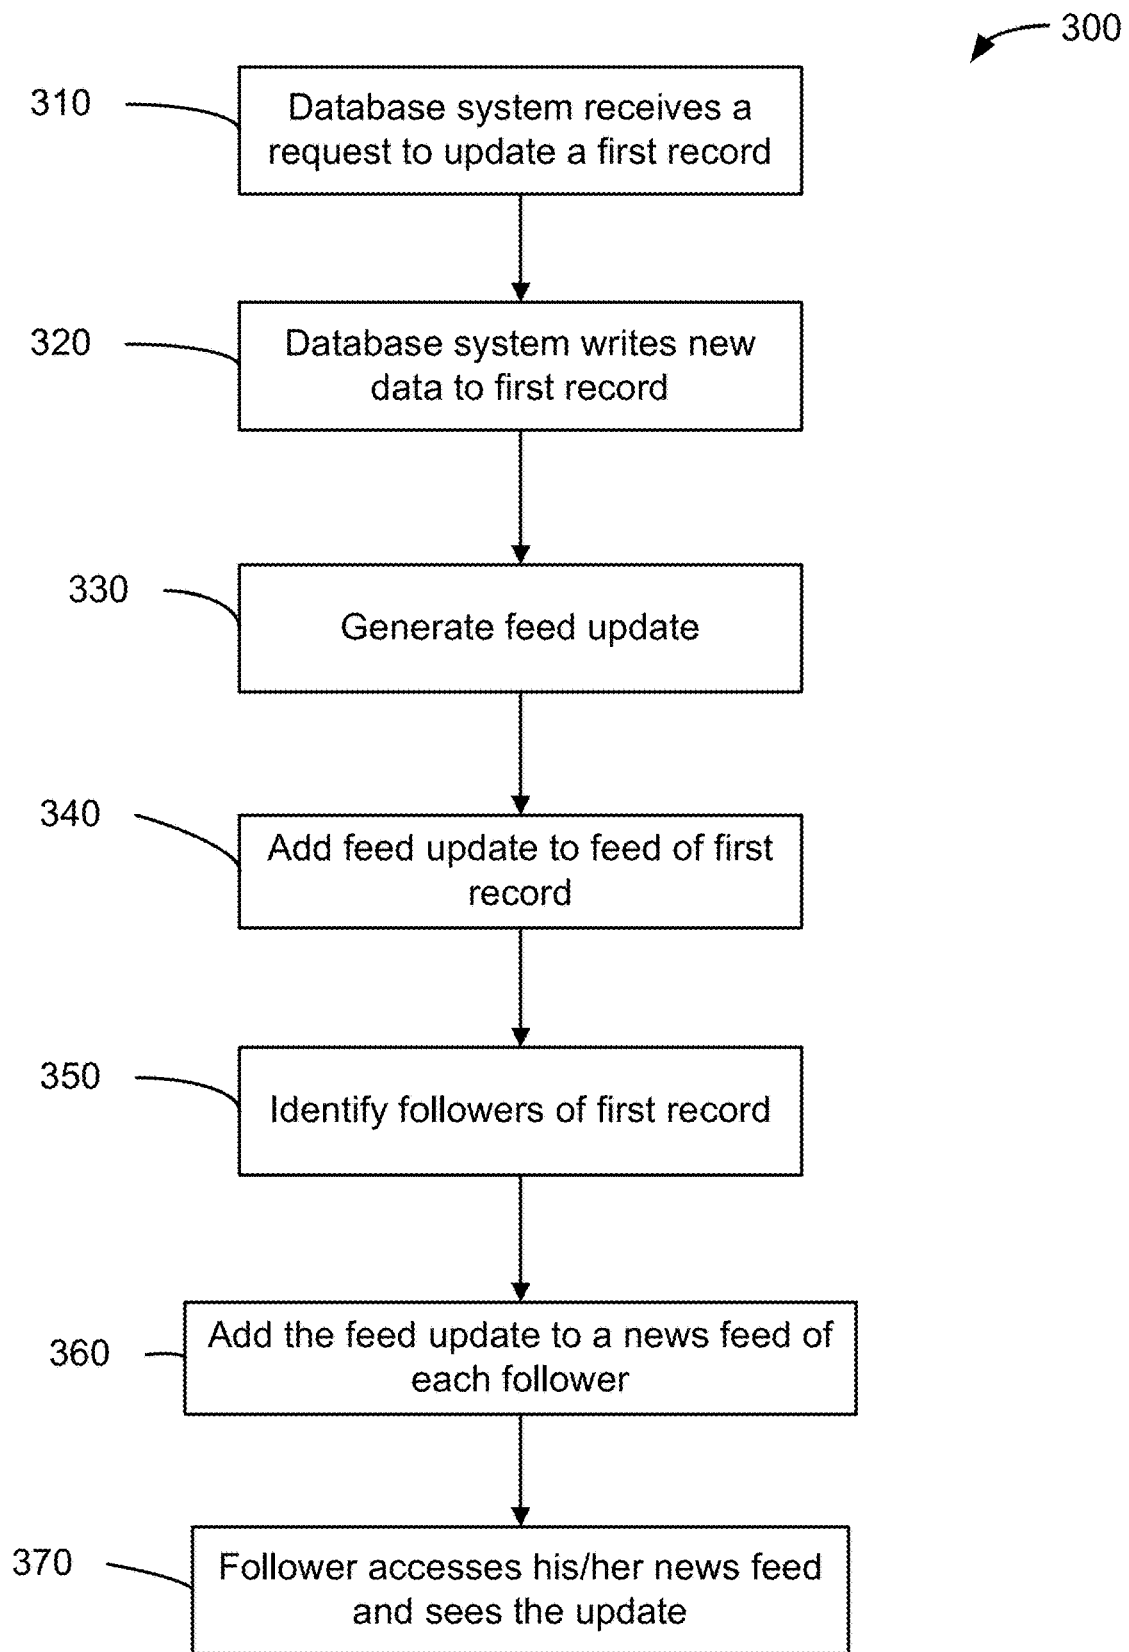 300
310
Database system receives a
request to update a first record
320
Database system writes new
data to first record
330
Generate feed update
340
Add feed update to feed of first
record
350
Identify followers of first record
360
Add the feed update to a news feed of
each follower
370
Follower accesses his/her news feed
and sees the update